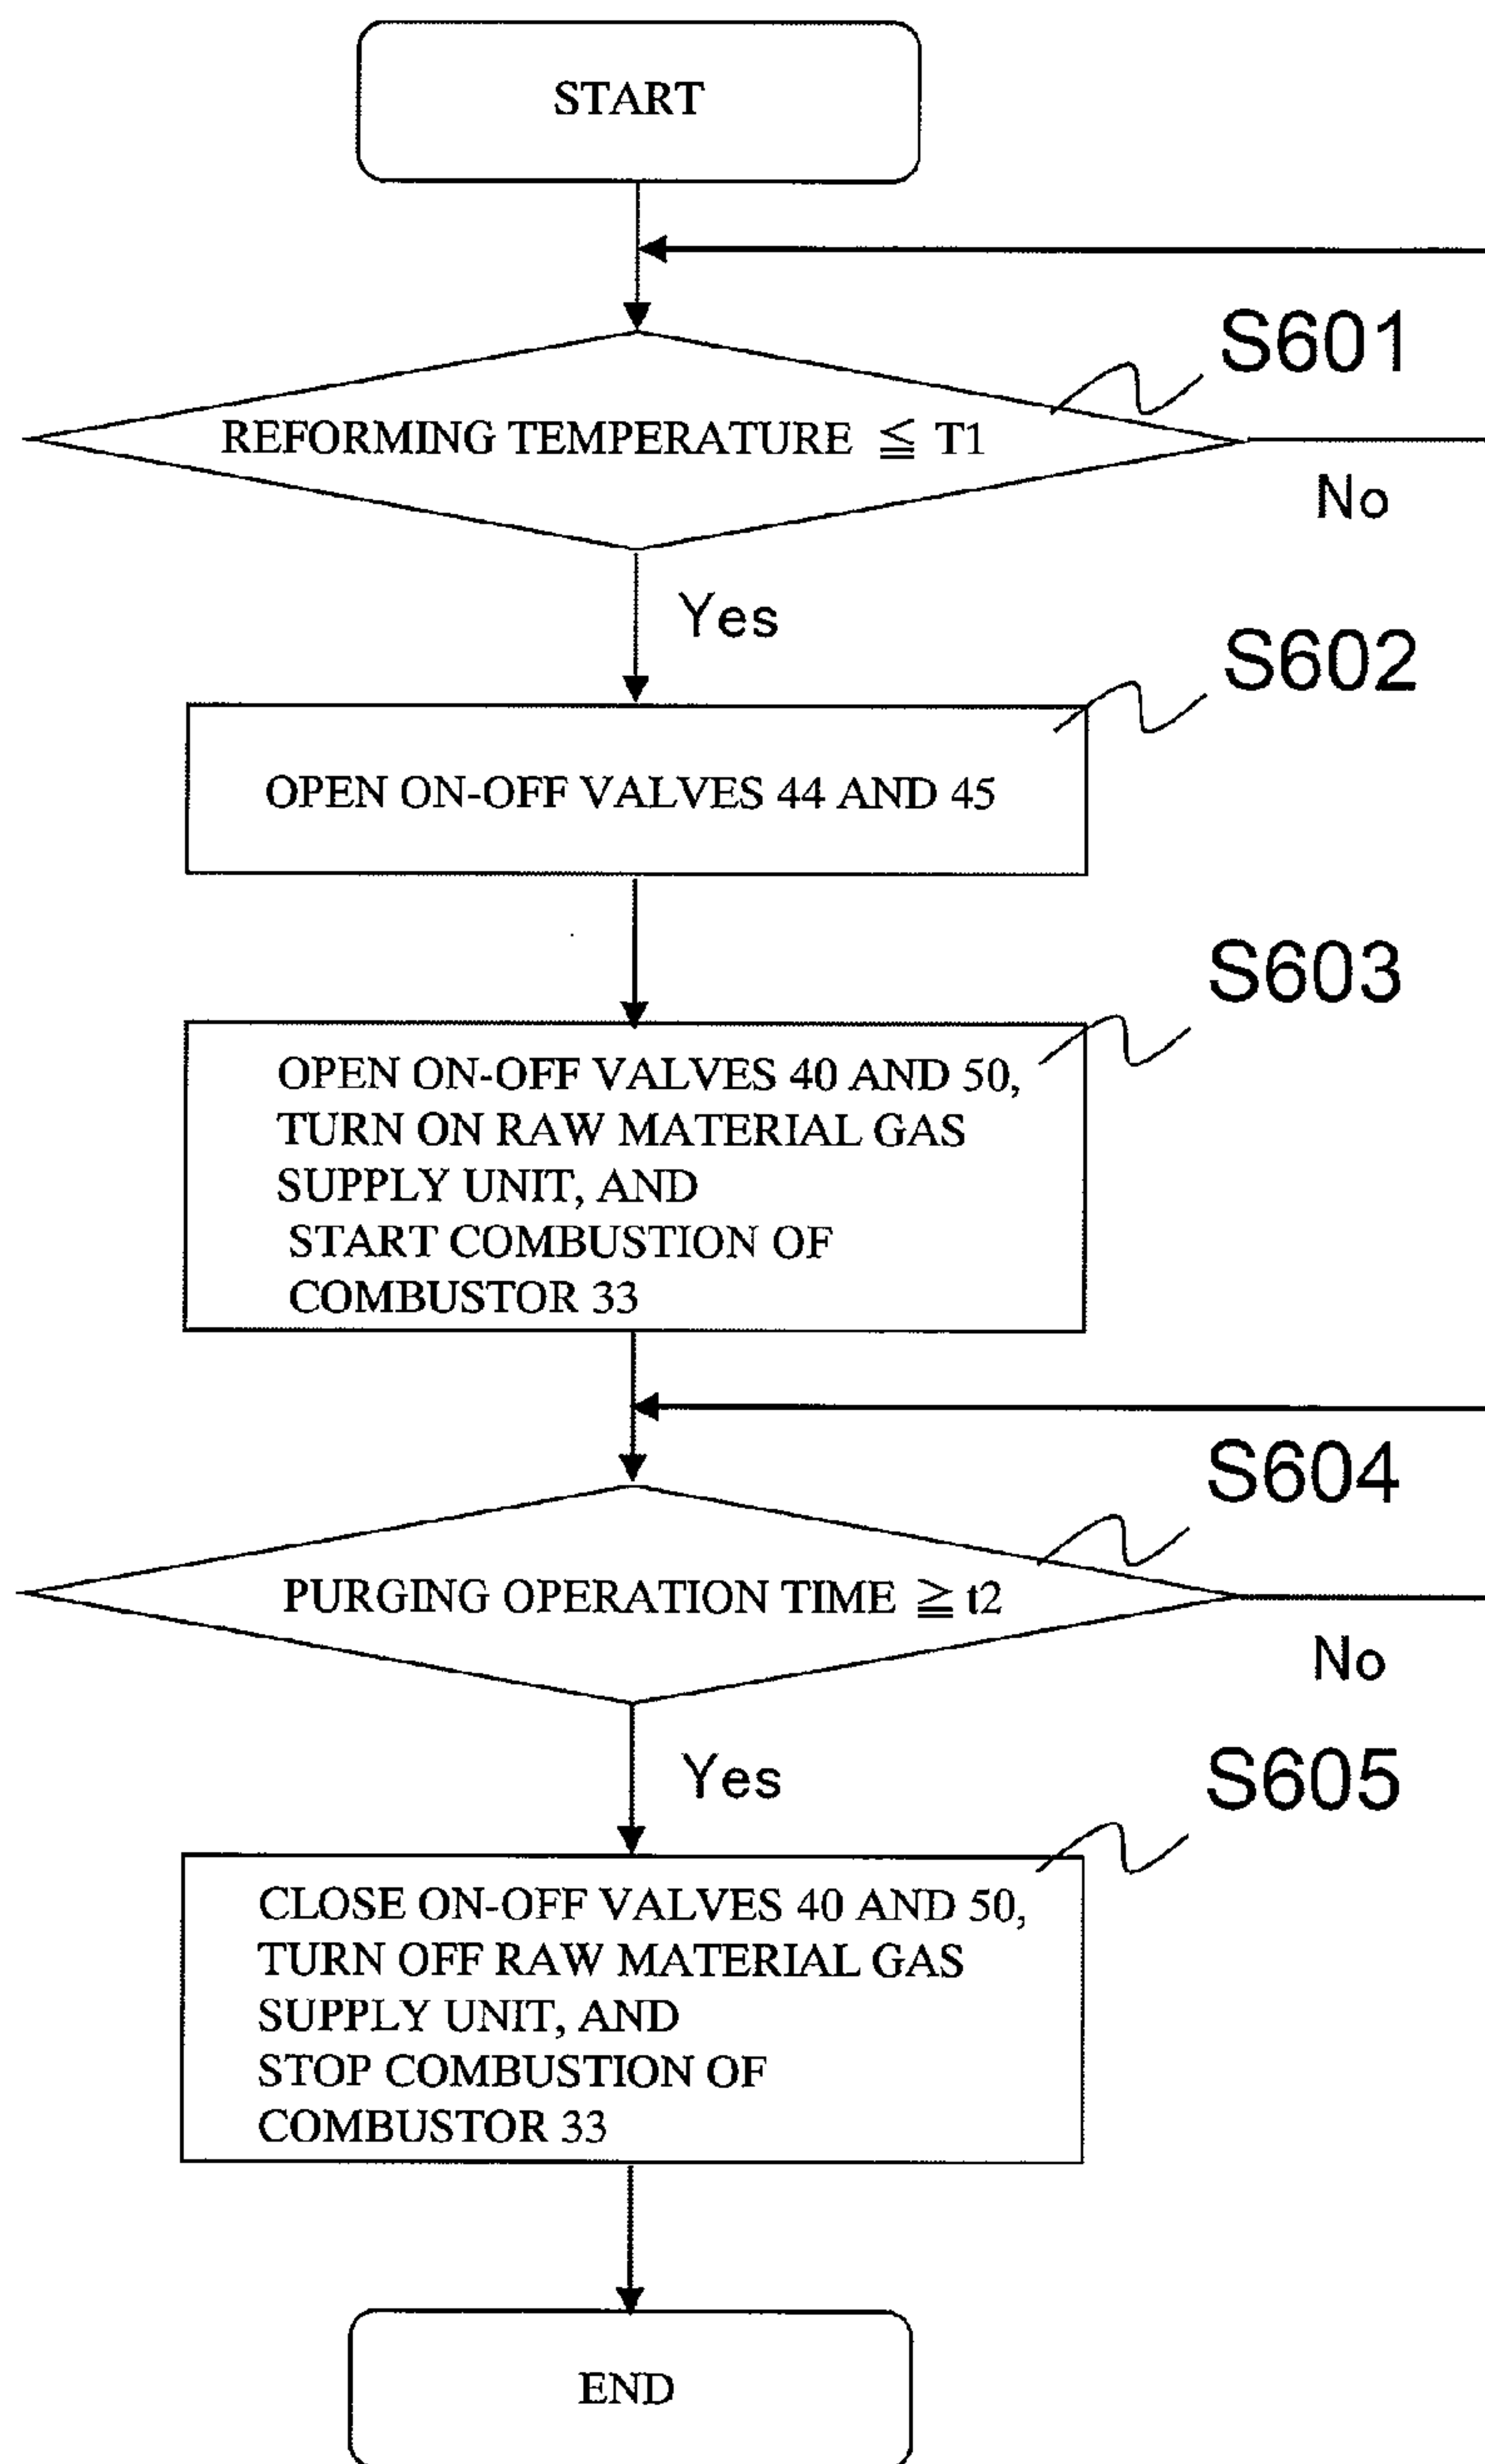 START
S601
REFORMING TEMPERATURE ≦ T1
No
Yes
S602
OPEN ON-OFF VALVES 44 AND 45
S603
OPEN ON-OFF VALVES 40 AND 50,
TURN ON RAW MATERIAL GAS
SUPPLY UNIT, AND
START COMBUSTION OF
COMBUSTOR 33
S604
PURGING OPERATION TIME ≧ t2
No
Yes
S605
CLOSE ON-OFF VALVES 40 AND 50,
TURN OFF RAW MATERIAL GAS
SUPPLY UNIT, AND
STOP COMBUSTION OF
COMBUSTOR 33
END